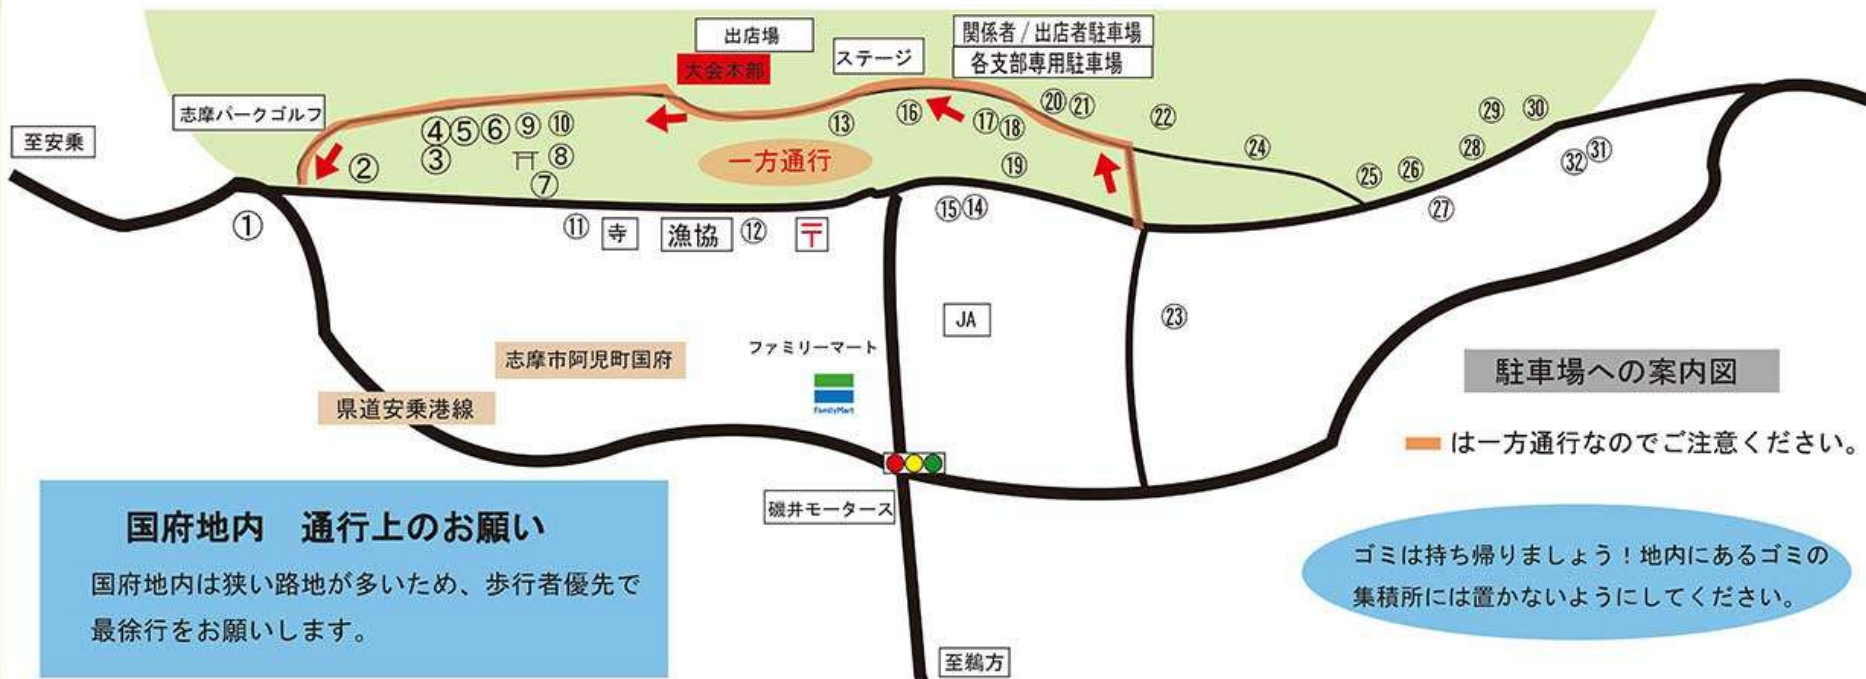 出店場
大会本部
ステージ
関係者 / 出店者駐車場
各支部専用駐車場
志摩パークゴルフ
至安乗
④⑤⑥⑨⑩
③
⑧
②
⑦
一方通行
⑬
⑯
⑰
⑱
⑲
⑳
㉑
㉒
㉔
㉕
㉖
㉘
㉙
㉚
㉛
㉜
㉗
①
⑪
寺
漁協
⑫
〒
⑮⑭
㉓
JA
ファミリーマート
FamilyMart
志摩市阿児町国府
県道安乗港線
駐車場への案内図
は一方通行なのでご注意ください。
磯井モータース
国府地内 通行上のお願い
国府地内は狭い路地が多いため、歩行者優先で
最徐行をお願いします。
ゴミは持ち帰りましょう！地内にあるゴミの
集積所には置かないようにしてください。
至鵜方